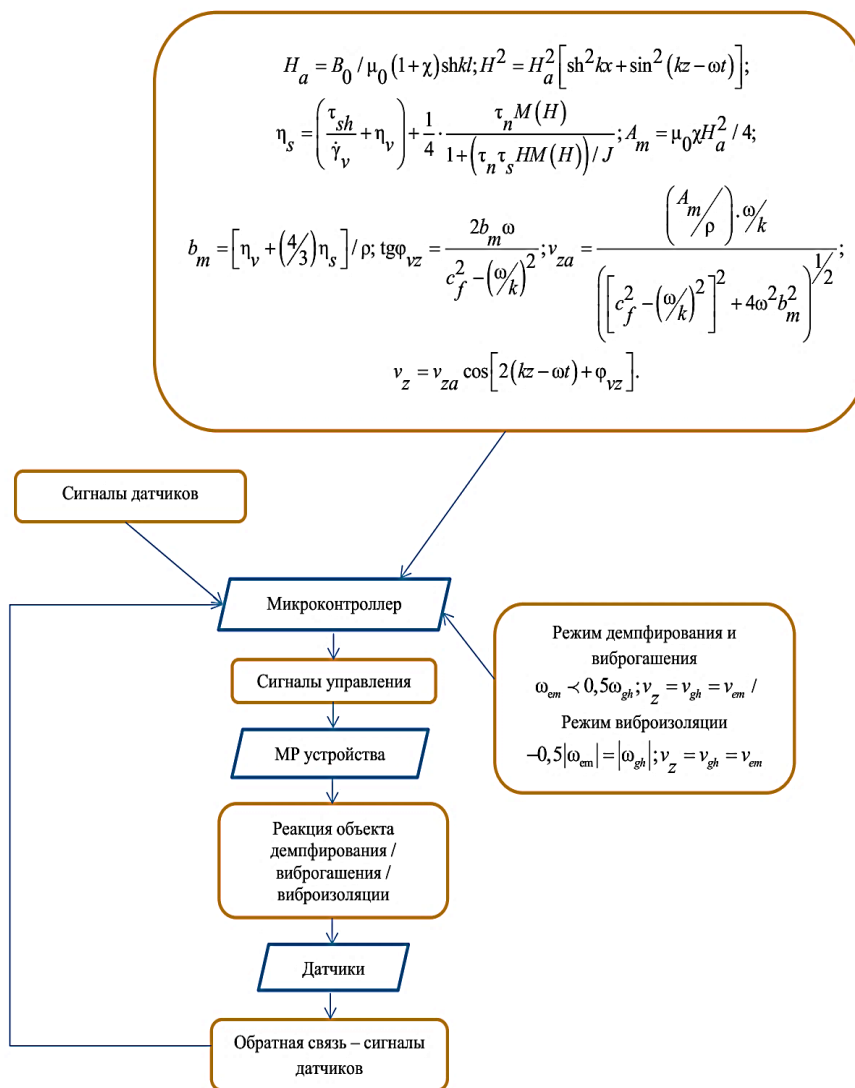 H_a = B_0 / μ_0 (1+χ) sh kl; H^2 = H_a^2 [sh^2 kx + sin^2 (kz − ωt)];
η_s = (τ_sh / γ̇_v + η_v) + 1/4 · τ_n M(H) / (1 + (τ_n τ_s HM(H)) / J); A_m = μ_0 χ H_a^2 / 4;
b_m = [η_v + (4/3) η_s] / ρ; tgφ_vz = 2b_m ω / (c_f^2 − (ω/k)^2); v_za = (A_m/ρ) · ω/k / ([c_f^2 − (ω/k)^2]^2 + 4ω^2 b_m^2)^(1/2);
v_z = v_za cos[2(kz − ωt) + φ_vz].
Сигналы датчиков
Микроконтроллер
Режим демпфирования и
виброгашения
ω_em ≺ 0,5ω_gh; v_z = v_gh = v_em /
Режим виброизоляции
−0,5|ω_em| = |ω_gh|; v_z = v_gh = v_em
Сигналы управления
МР устройства
Реакция объекта
демпфирования /
виброгашения /
виброизоляции
Датчики
Обратная связь – сигналы
датчиков